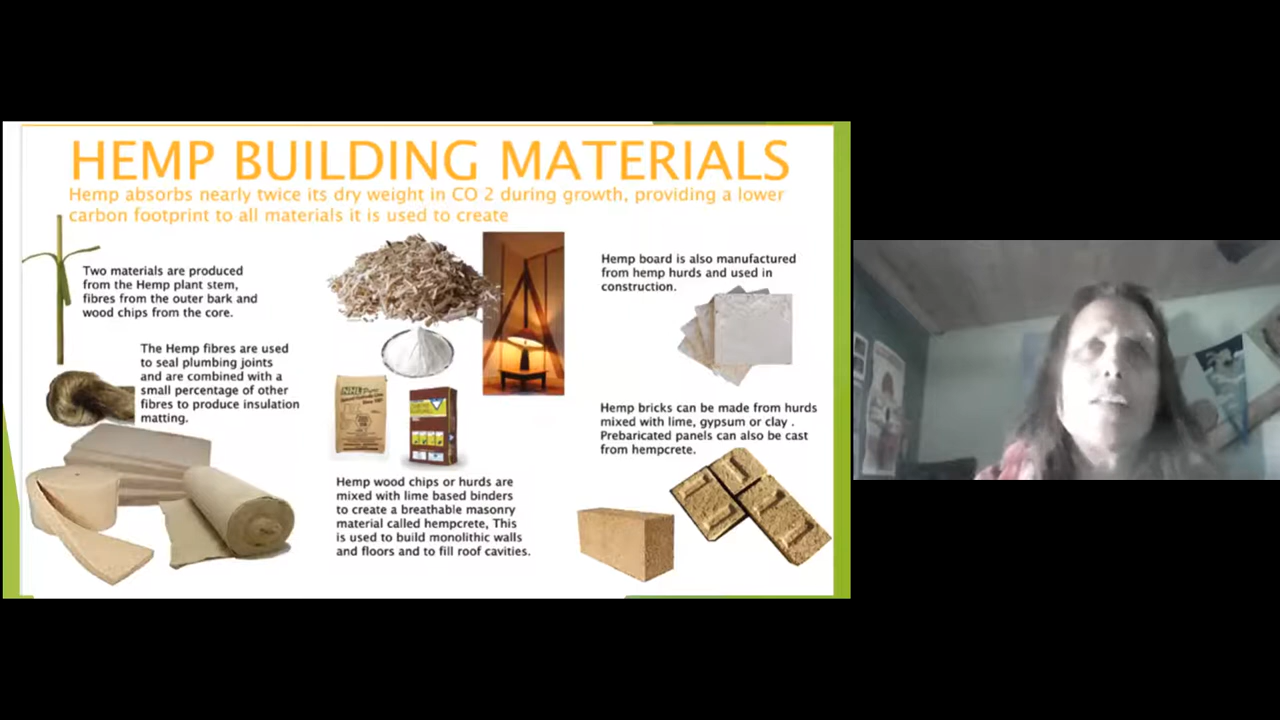 HEMP BUILDING MATERIALS
Hemp absorbs nearly twice its dry weight in CO 2 during growth, providing a lower
carbon footprint to all materials it is used to create
Two materials are produced
from the Hemp plant stem,
fibres from the outer bark and
wood chips from the core.
The Hemp fibres are used
to seal plumbing joints
and are combined with a
small percentage of other
fibres to produce insulation
matting.
NHL
Hemp wood chips or hurds are
mixed with lime based binders
to create a breathable masonry
material called hempcrete, This
is used to build monolithic walls
and floors and to fill roof cavities.
Hemp board is also manufactured
from hemp hurds and used in
construction.
Hemp bricks can be made from hurds
mixed with lime, gypsum or clay .
Prebaricated panels can also be cast
from hempcrete.